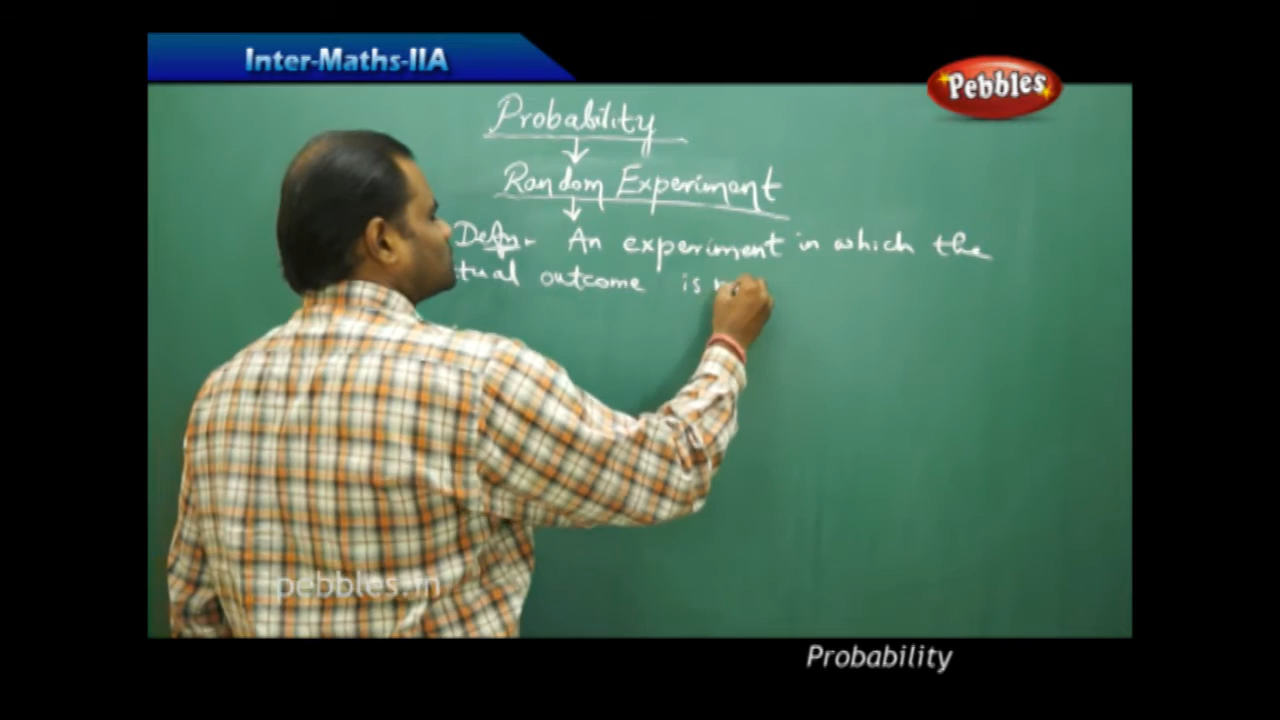 Inter-Maths-IIA
Pebbles
Probability
Random Experiment
Defn:- An experiment in which the
tual outcome is n
pebbles.in
Probability